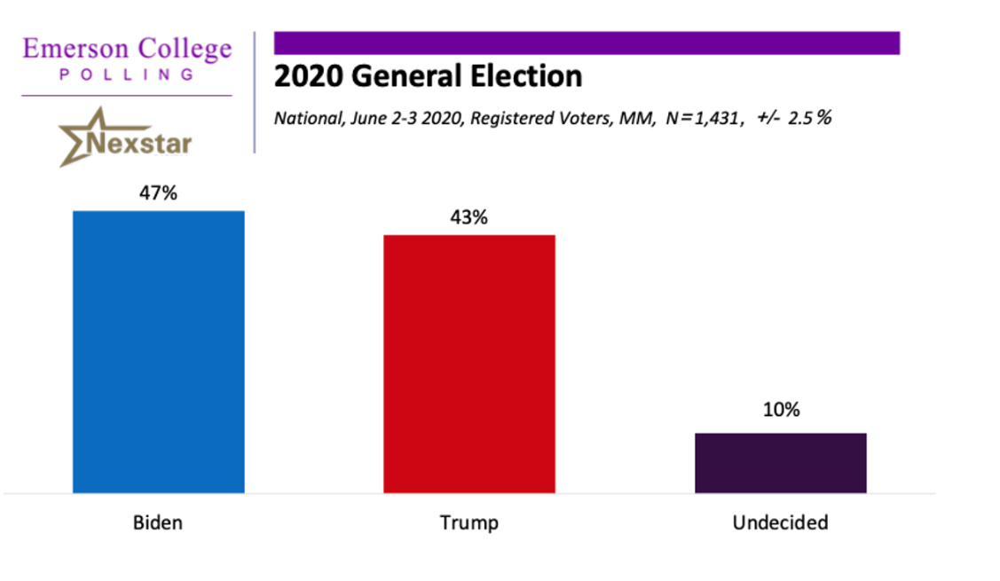 Emerson College
POLLING
Nexstar
2020 General Election
National, June 2-3 2020, Registered Voters, MM, N=1,431, +/- 2.5%
47%
43%
10%
Biden
Trump
Undecided